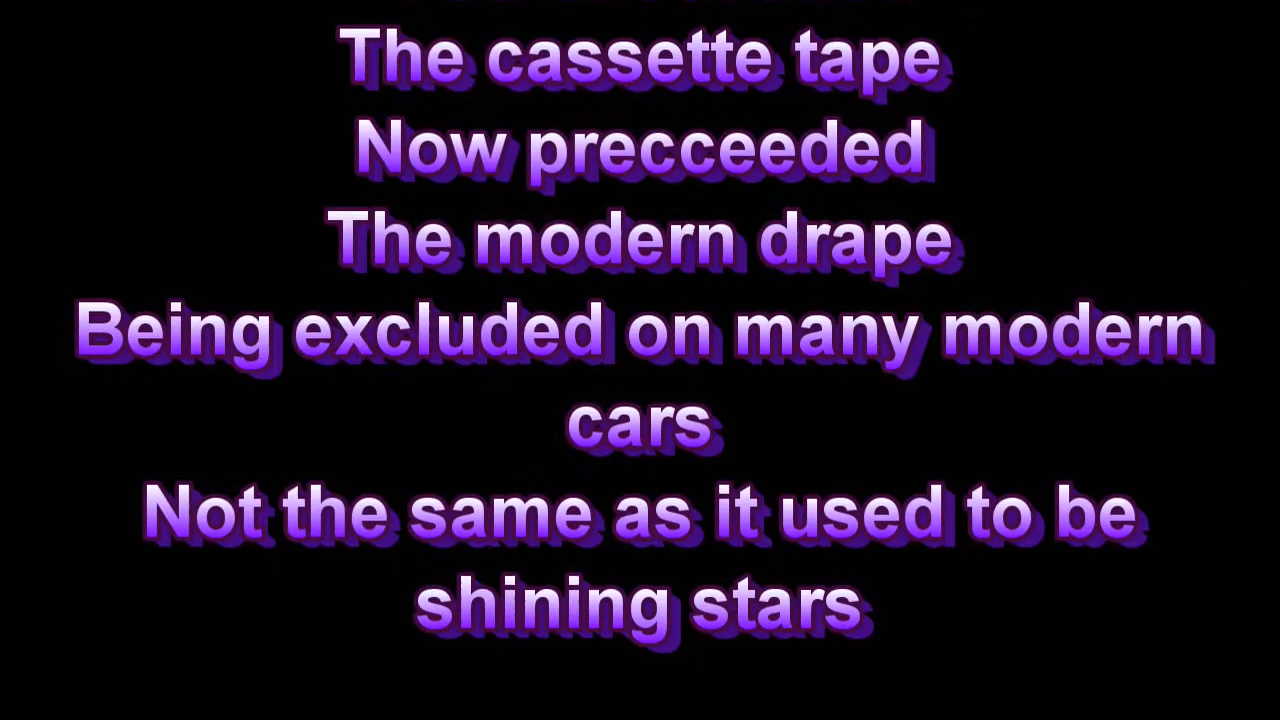 The cassette tape
Now precceeded
The modern drape
Being excluded on many modern
cars
Not the same as it used to be
shining stars